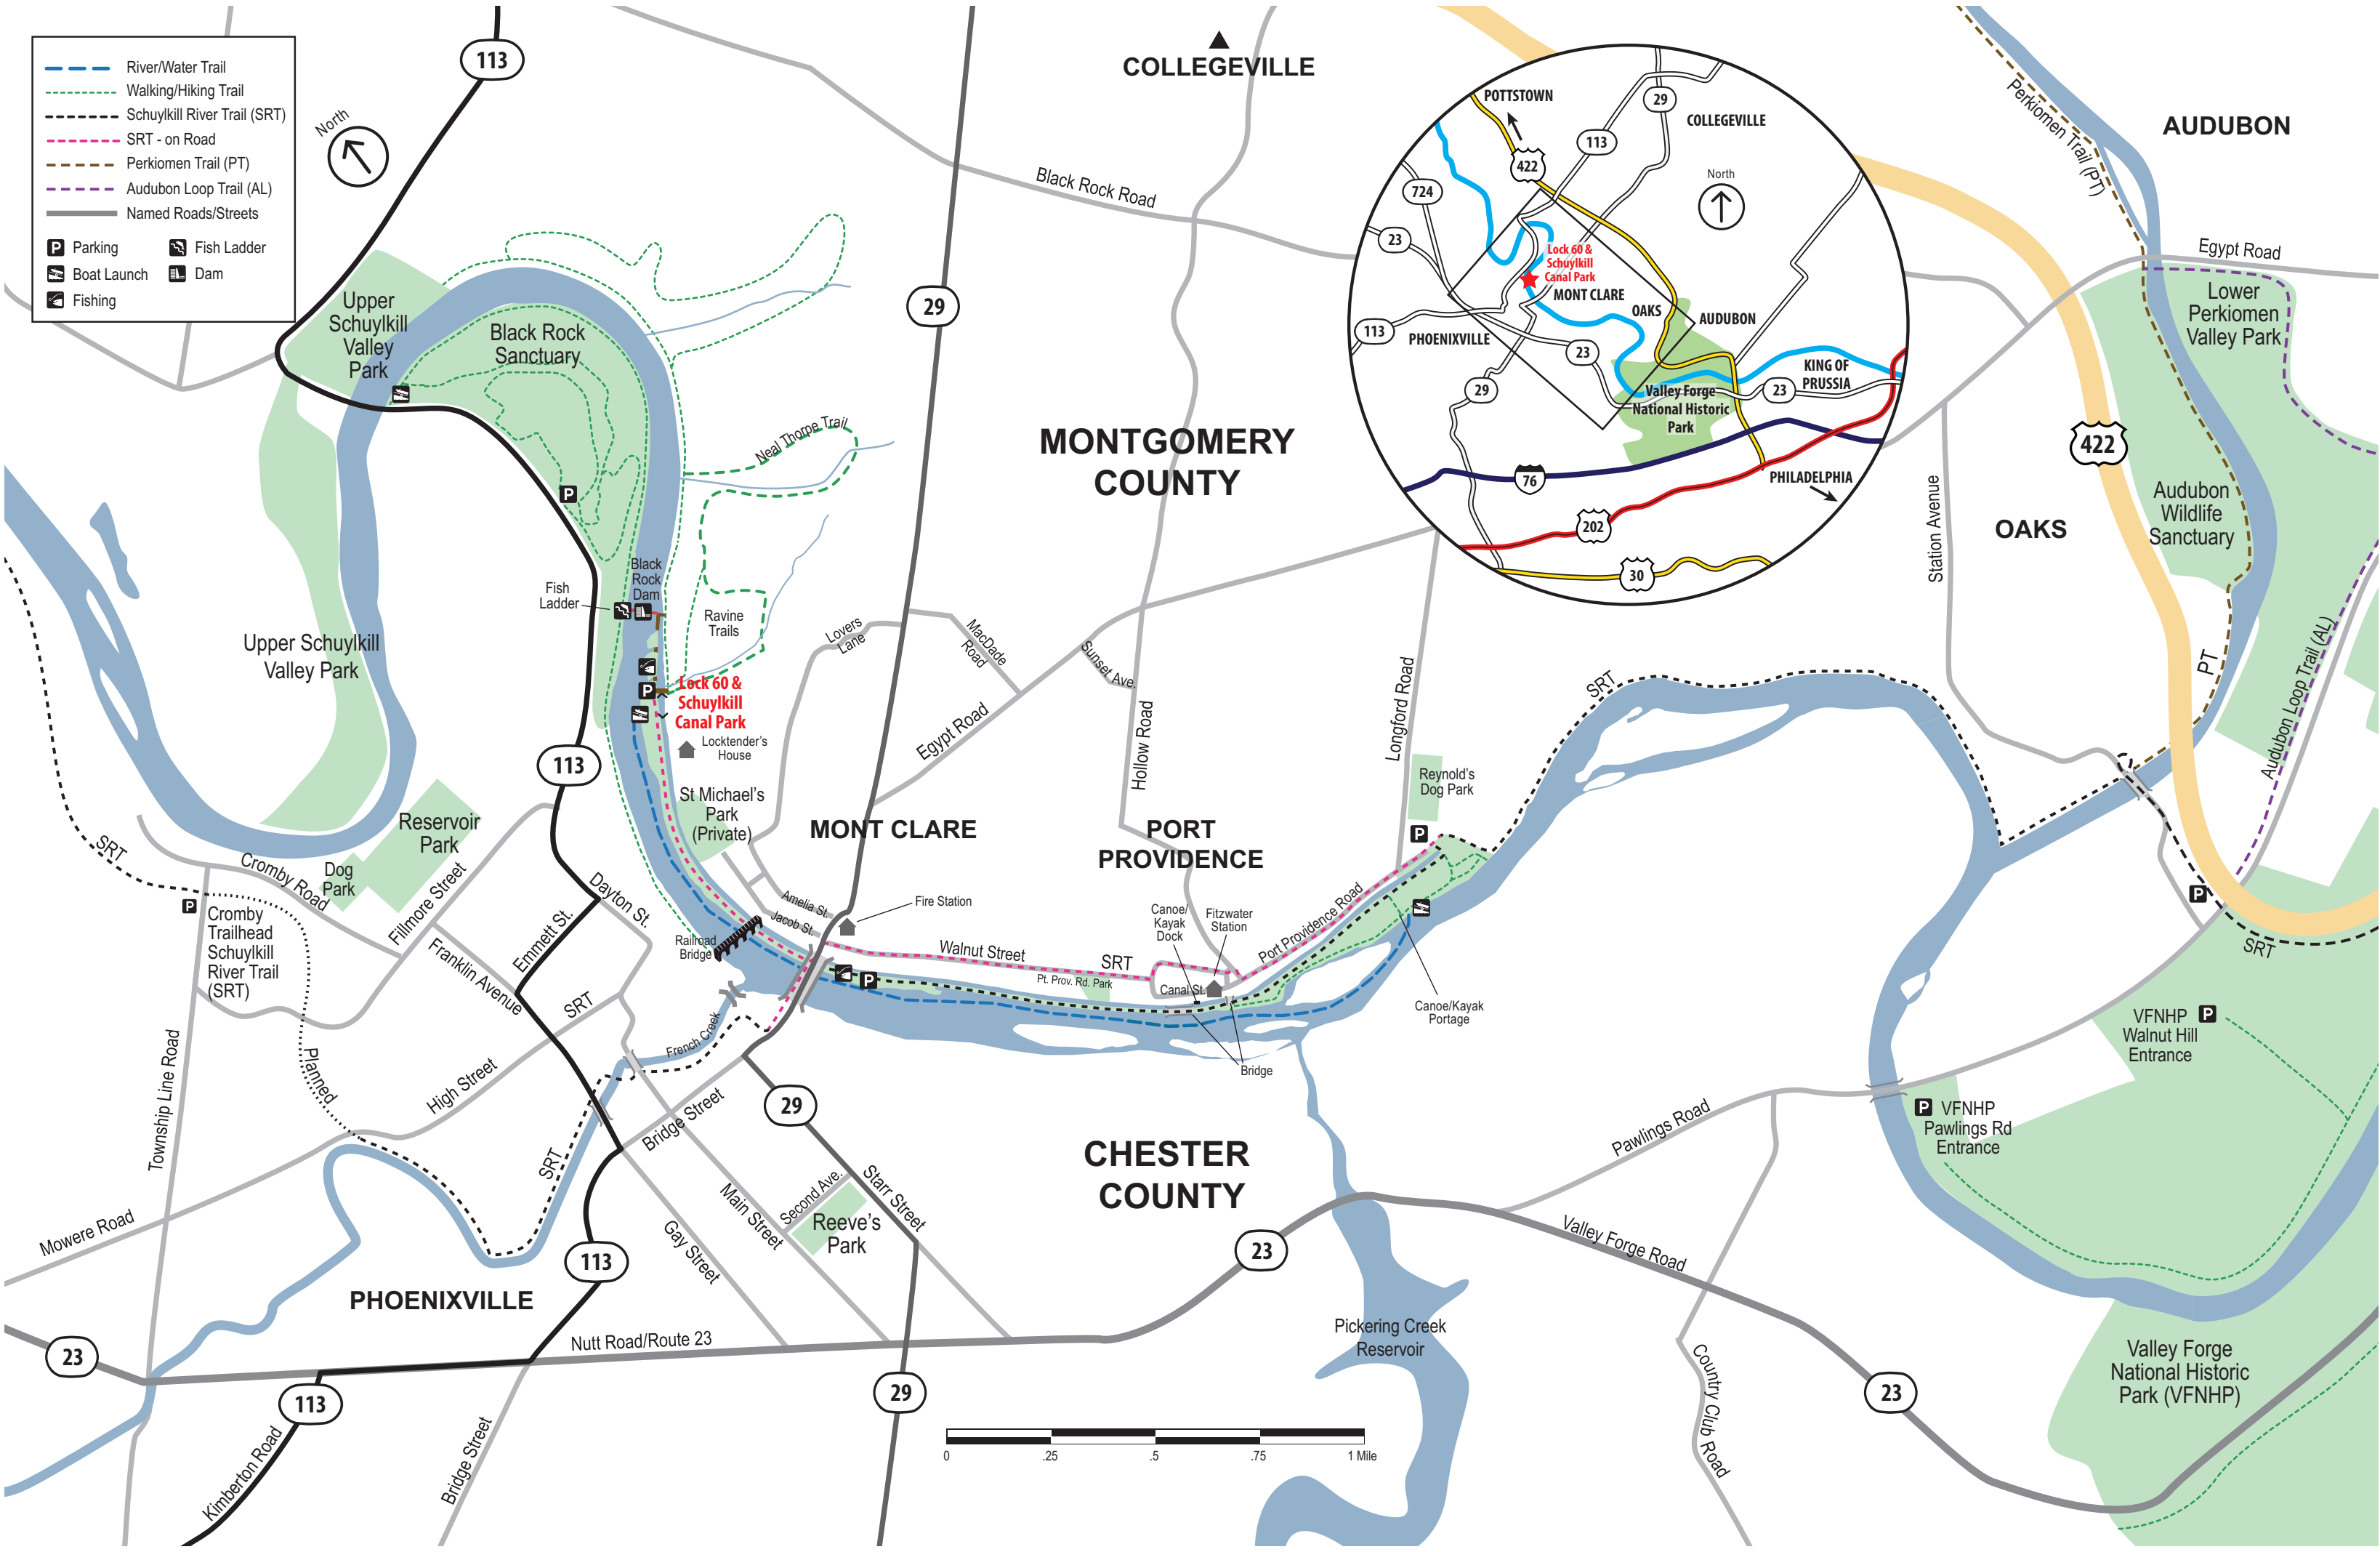 River/Water Trail
Walking/Hiking Trail
Schuylkill River Trail (SRT)
SRT - on Road
Perkiomen Trail (PT)
Audubon Loop Trail (AL)
Named Roads/Streets
Parking
Fish Ladder
Boat Launch
Dam
Fishing
North
113
COLLEGEVILLE
29
Black Rock Road
POTTSTOWN
29
COLLEGEVILLE
113
422
724
North
23
Lock 60 &
Schuylkill
Canal Park
MONT CLARE
OAKS
AUDUBON
113
PHOENIXVILLE
23
KING OF
PRUSSIA
23
29
Valley Forge
National Historic
Park
76
PHILADELPHIA
202
30
Perkiomen Trail (PT)
AUDUBON
Egypt Road
Lower
Perkiomen
Valley Park
422
Audubon
Wildlife
Sanctuary
OAKS
Station Avenue
PT
Audubon Loop Trail (AL)
Upper
Schuylkill
Valley
Park
Black Rock
Sanctuary
MONTGOMERY
COUNTY
Neal Thorpe Trail
P
Black
Rock
Dam
Fish
Ladder
Ravine
Trails
Upper Schuylkill
Valley Park
P
Lock 60 &
Schuylkill
Canal Park
Locktender's
House
Lovers
Lane
MacDade
Road
Sunset Ave.
Egypt Road
Hollow Road
Longford Road
SRT
113
St Michael's
Park
(Private)
MONT CLARE
PORT
PROVIDENCE
Reynold's
Dog Park
P
Reservoir
Park
Dog
Park
SRT
Cromby Road
Fillmore Street
P
Cromby
Trailhead
Schuylkill
River Trail
(SRT)
Dayton St.
Emmett St.
Franklin Avenue
SRT
Amelia St.
Jacob St.
Fire Station
Railroad
Bridge
Walnut Street
SRT
Pt. Prov. Rd. Park
P
Canoe/
Kayak
Dock
Fitzwater
Station
Canal St.
Port Providence Road
Canoe/Kayak
Portage
Bridge
P
SRT
French Creek
Planned
Township Line Road
High Street
Bridge Street
29
SRT
Main Street
Second Ave.
Starr Street
Reeve's
Park
Gay Street
CHESTER
COUNTY
Pawlings Road
VFNHP
Walnut Hill
Entrance
P
P
VFNHP
Pawlings Rd
Entrance
Mowere Road
113
23
Valley Forge Road
PHOENIXVILLE
Nutt Road/Route 23
23
Pickering Creek
Reservoir
113
29
23
Valley Forge
National Historic
Park (VFNHP)
Country Club Road
Kimberton Road
Bridge Street
0 .25 .5 .75 1 Mile